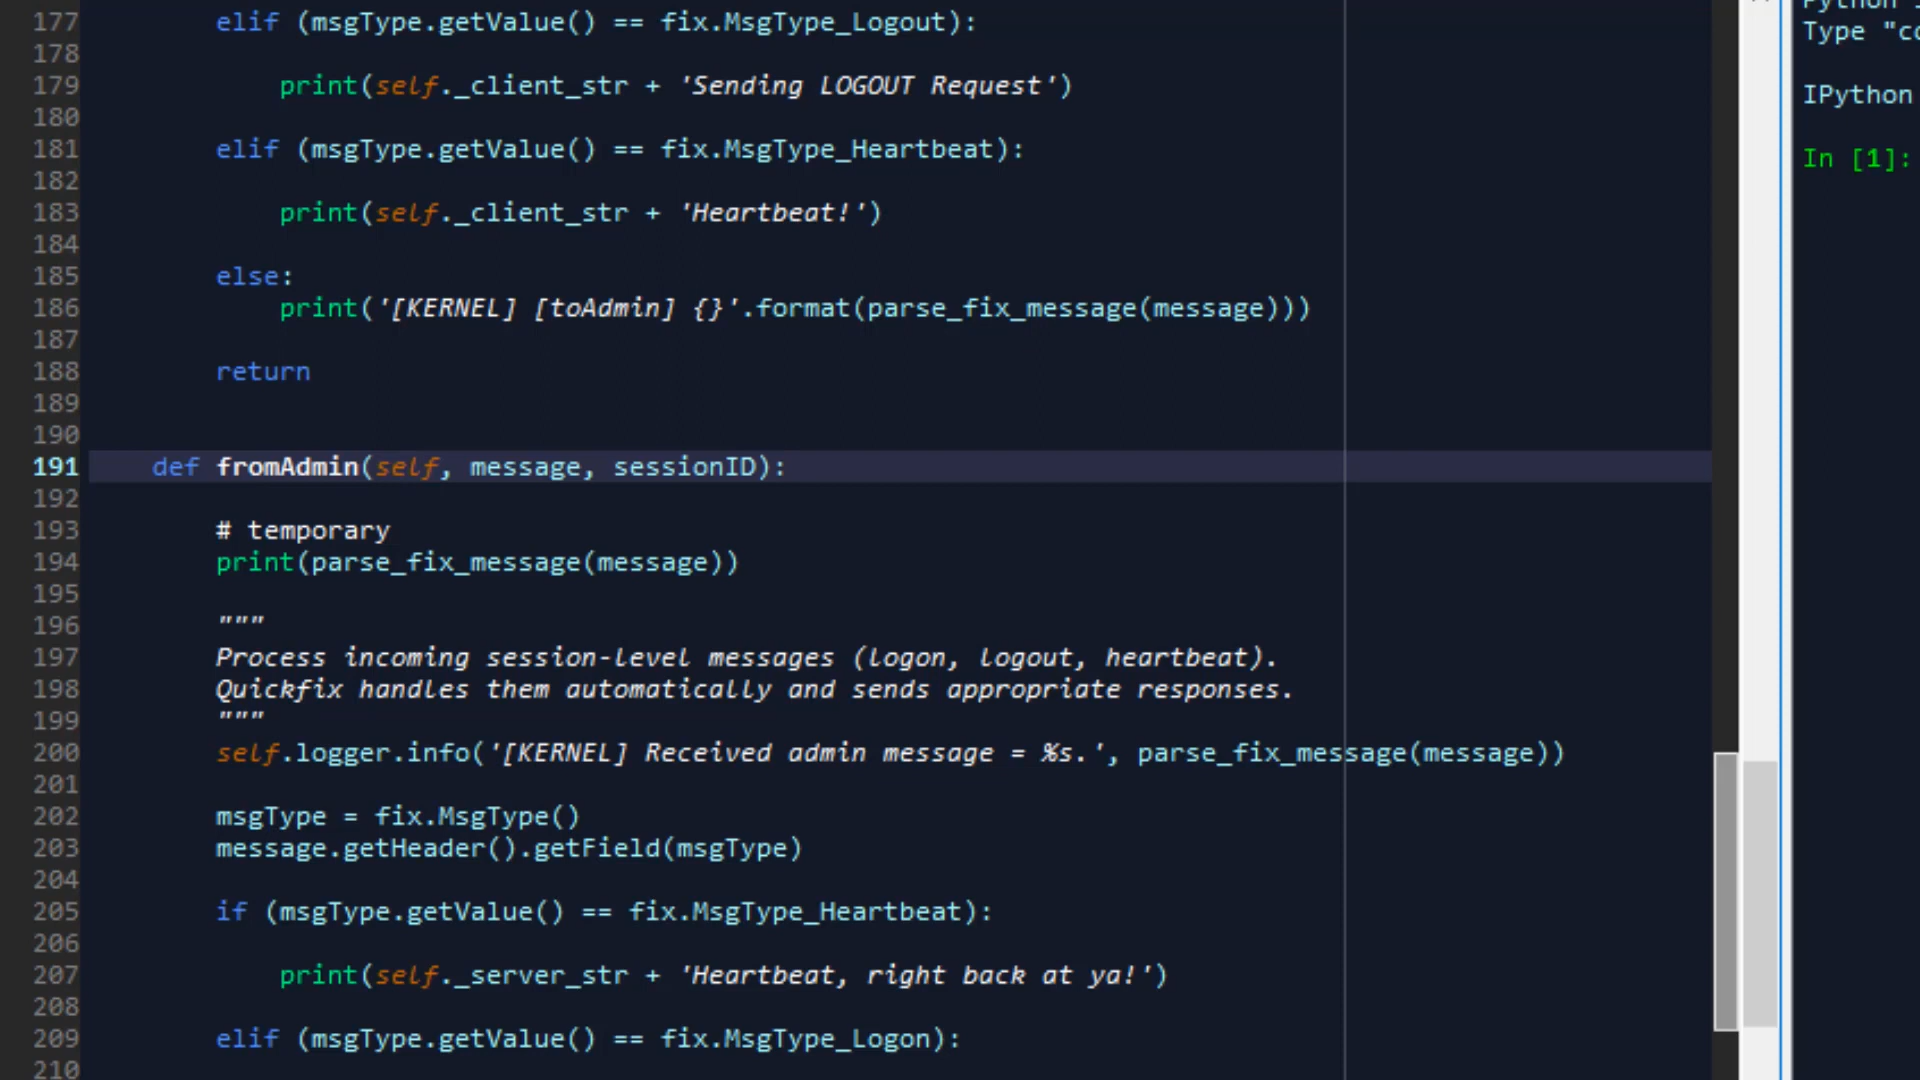 177 elif (msgType.getValue() == fix.MsgType_Logout):
178
179 print(self._client_str + 'Sending LOGOUT Request')
180
181 elif (msgType.getValue() == fix.MsgType_Heartbeat):
182
183 print(self._client_str + 'Heartbeat!')
184
185 else:
186 print('[KERNEL] [toAdmin] {}'.format(parse_fix_message(message)))
187
188 return
189
190
191 def fromAdmin(self, message, sessionID):
192
193 # temporary
194 print(parse_fix_message(message))
195
196 """
197 Process incoming session-level messages (logon, logout, heartbeat).
198 Quickfix handles them automatically and sends appropriate responses.
199 """
200 self.logger.info('[KERNEL] Received admin message = %s.', parse_fix_message(message))
201
202 msgType = fix.MsgType()
203 message.getHeader().getField(msgType)
204
205 if (msgType.getValue() == fix.MsgType_Heartbeat):
206
207 print(self._server_str + 'Heartbeat, right back at ya!')
208
209 elif (msgType.getValue() == fix.MsgType_Logon):
210
Python
Type "co
IPython
In [1]: